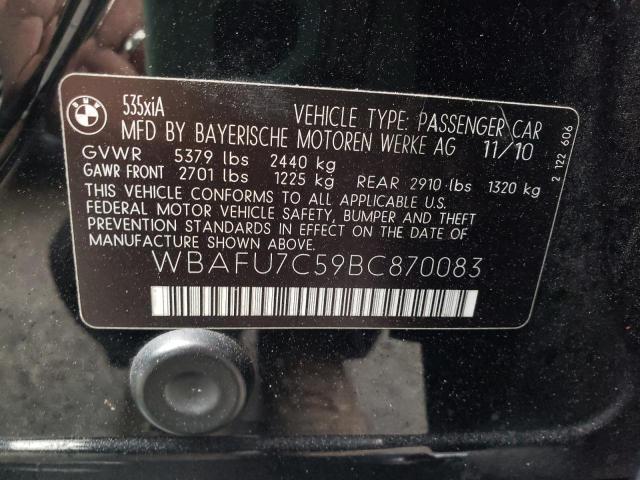 BMW
535xiA VEHICLE TYPE: PASSENGER CAR
MFD BY BAYERISCHE MOTOREN WERKE AG 11/10
GVWR 5379 lbs 2440 kg
GAWR FRONT 2701 lbs 1225 kg REAR 2910 lbs 1320 kg
THIS VEHICLE CONFORMS TO ALL APPLICABLE U.S.
FEDERAL MOTOR VEHICLE SAFETY, BUMPER AND THEFT
PREVENTION STANDARDS IN EFFECT ON THE DATE OF
MANUFACTURE SHOWN ABOVE.
WBAFU7C59BC870083
2 122 606